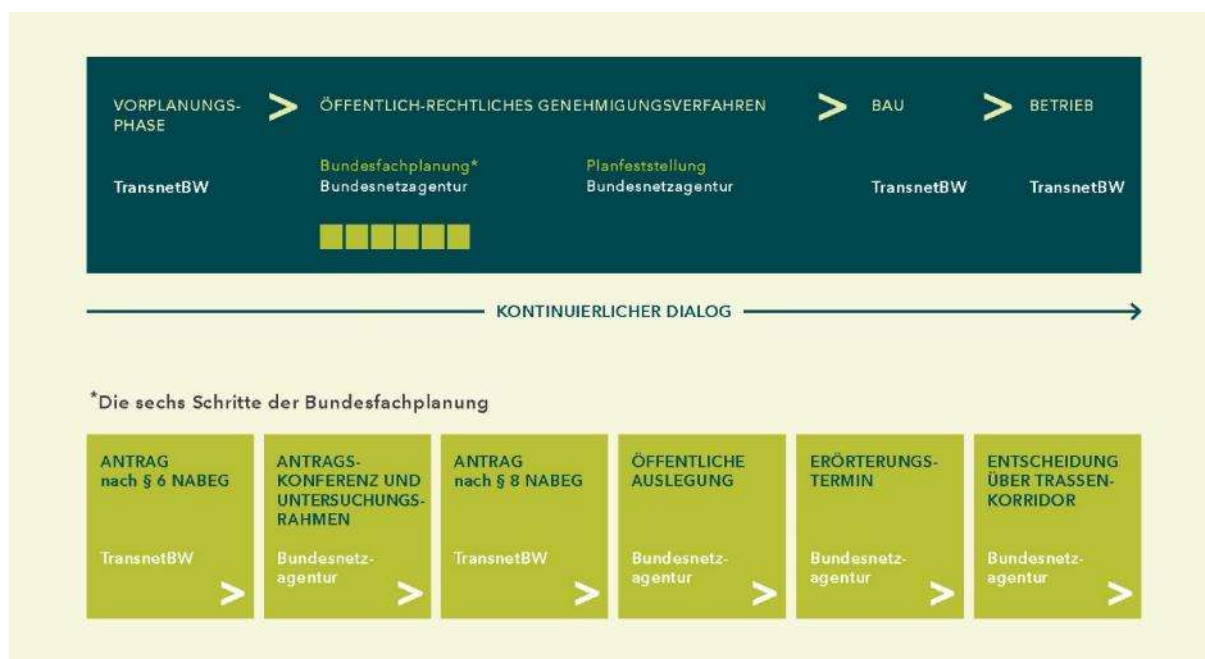 VORPLANUNGS-
PHASE
> ÖFFENTLICH-RECHTLICHES GENEHMIGUNGSVERFAHREN > BAU > BETRIEB
TransnetBW
Bundesfachplanung*
Bundesnetzagentur
Planfeststellung
Bundesnetzagentur
TransnetBW
TransnetBW
KONTINUIERLICHER DIALOG
*Die sechs Schritte der Bundesfachplanung
ANTRAG
nach § 6 NABEG
TransnetBW
>
ANTRAGS-
KONFERENZ UND
UNTERSUCHUNGS-
RAHMEN
Bundesnetz-
agentur
>
ANTRAG
nach § 8 NABEG
TransnetBW
>
ÖFFENTLICHE
AUSLEGUNG
Bundesnetz-
agentur
>
ERÖRTERUNGS-
TERMIN
Bundesnetz-
agentur
>
ENTSCHEIDUNG
ÜBER TRASSEN-
KORRIDOR
Bundesnetz-
agentur
>